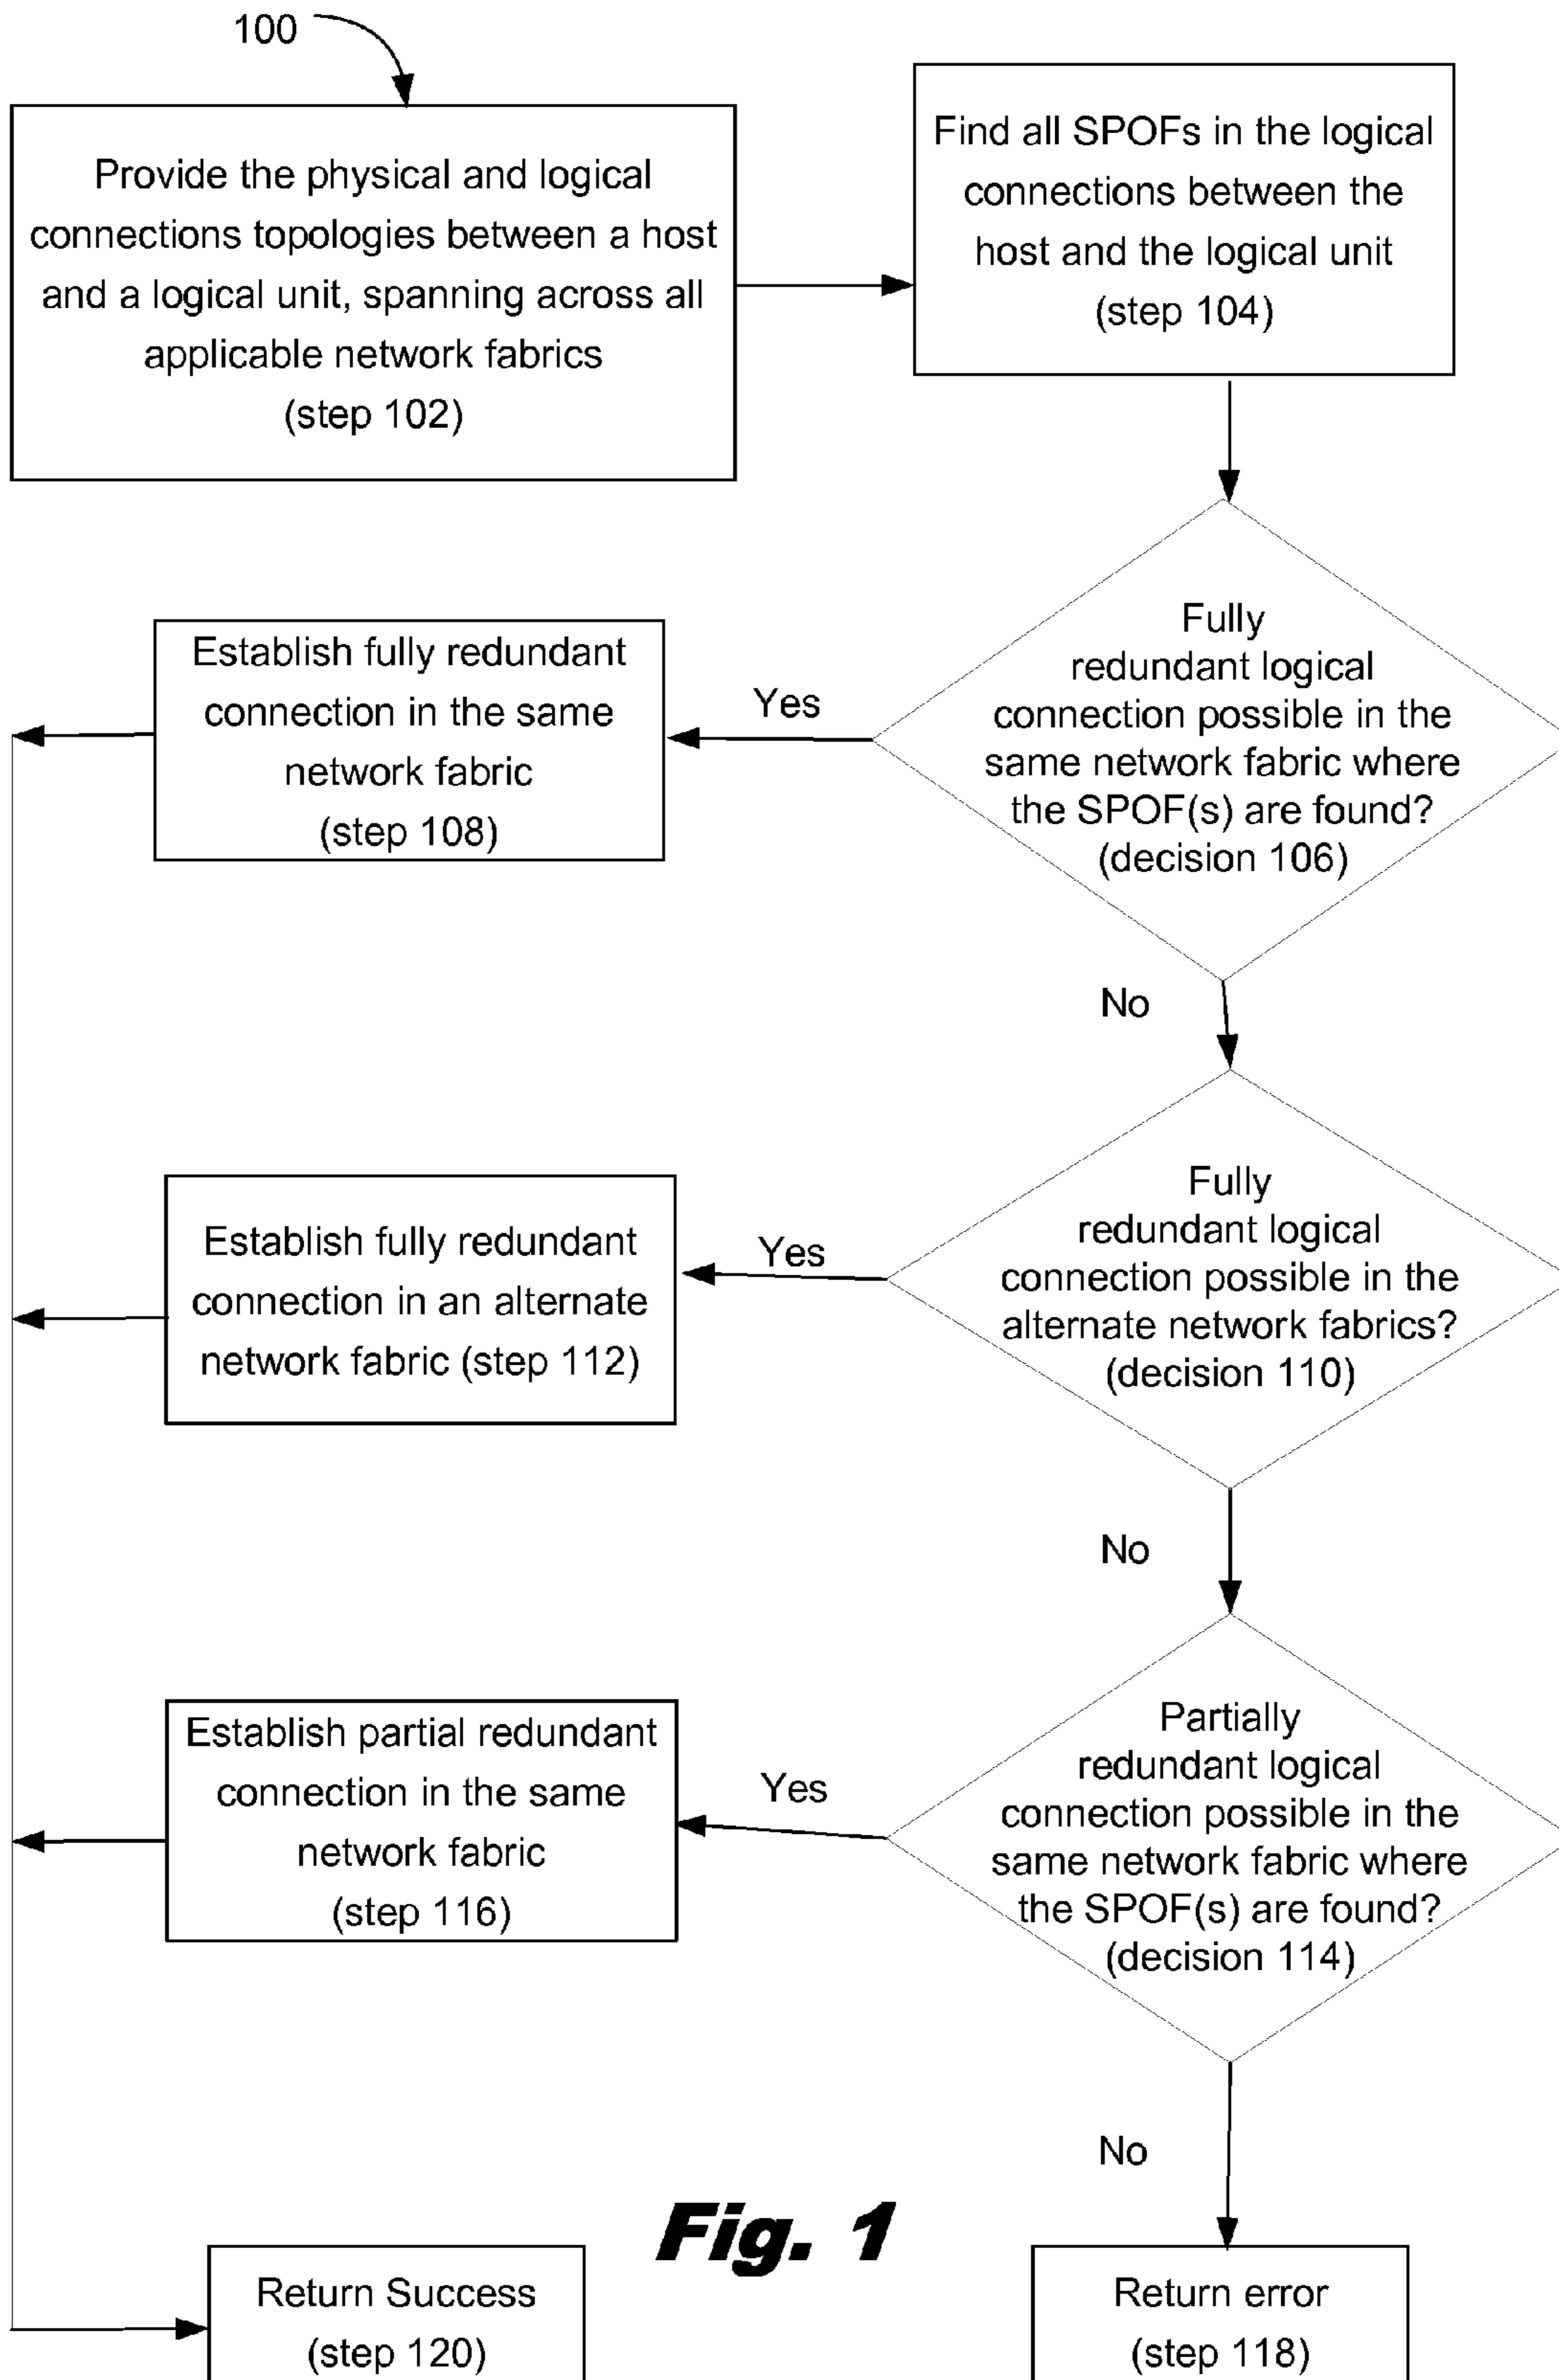 100
Provide the physical and logical
connections topologies between a host
and a logical unit, spanning across all
applicable network fabrics
(step 102)
Find all SPOFs in the logical
connections between the
host and the logical unit
(step 104)
Fully
redundant logical
connection possible in the
same network fabric where
the SPOF(s) are found?
(decision 106)
Yes
Establish fully redundant
connection in the same
network fabric
(step 108)
No
Fully
redundant logical
connection possible in the
alternate network fabrics?
(decision 110)
Yes
Establish fully redundant
connection in an alternate
network fabric (step 112)
No
Partially
redundant logical
connection possible in the
same network fabric where
the SPOF(s) are found?
(decision 114)
Yes
Establish partial redundant
connection in the same
network fabric
(step 116)
No
Fig. 1
Return Success
(step 120)
Return error
(step 118)